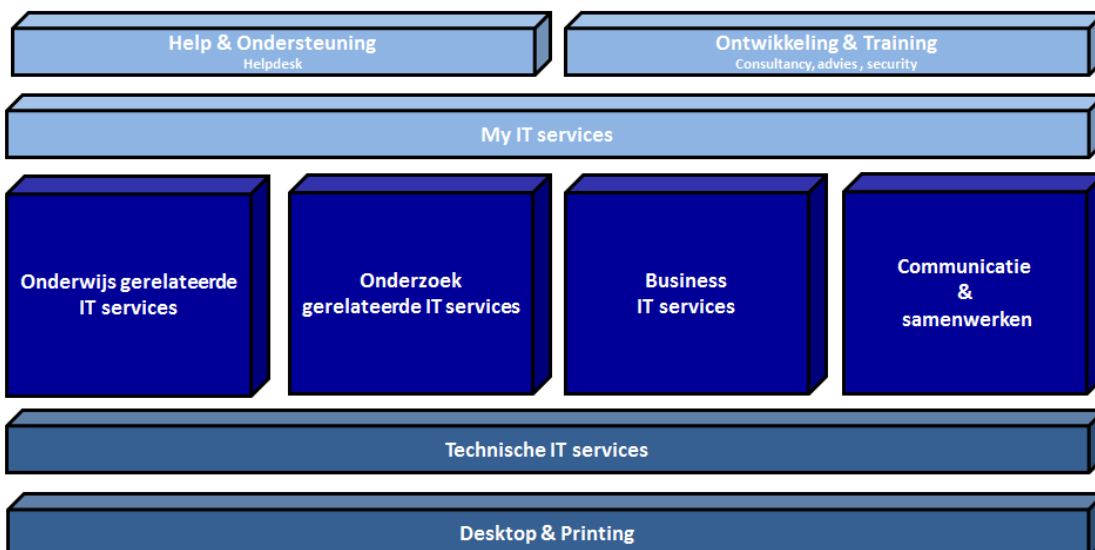 Help & Ondersteuning
Helpdesk
Ontwikkeling & Training
Consultancy, advies , security
My IT services
Onderwijs gerelateerde
IT services
Onderzoek
gerelateerde IT services
Business
IT services
Communicatie
&
samenwerken
Technische IT services
Desktop & Printing